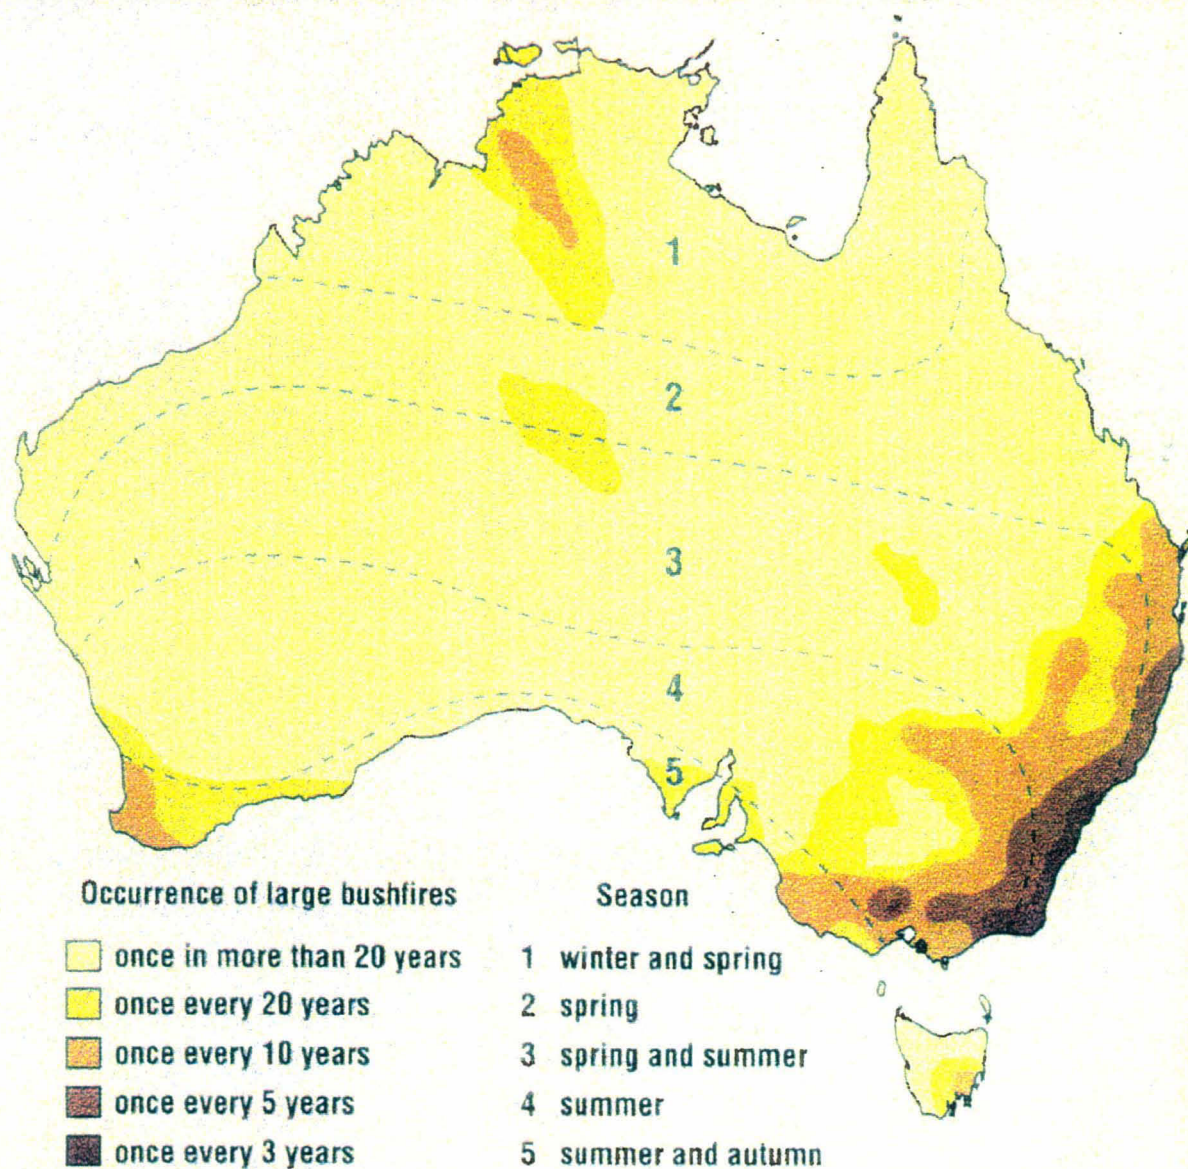 1
2
3
4
5
Occurrence of large bushfires
once in more than 20 years
once every 20 years
once every 10 years
once every 5 years
once every 3 years
Season
1 winter and spring
2 spring
3 spring and summer
4 summer
5 summer and autumn